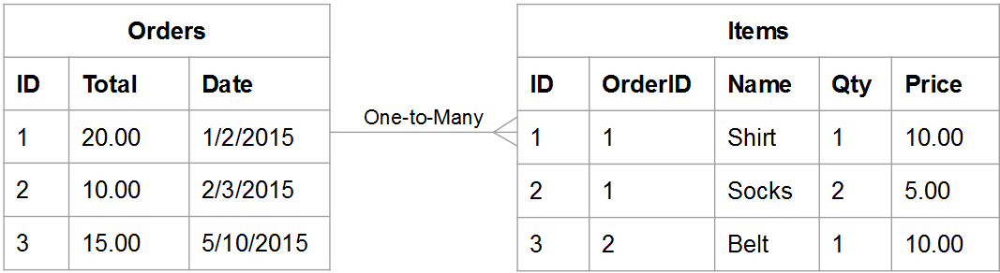 Orders
ID Total Date
1 20.00 1/2/2015
2 10.00 2/3/2015
3 15.00 5/10/2015
One-to-Many
Items
ID OrderID Name Qty Price
1 1 Shirt 1 10.00
2 1 Socks 2 5.00
3 2 Belt 1 10.00